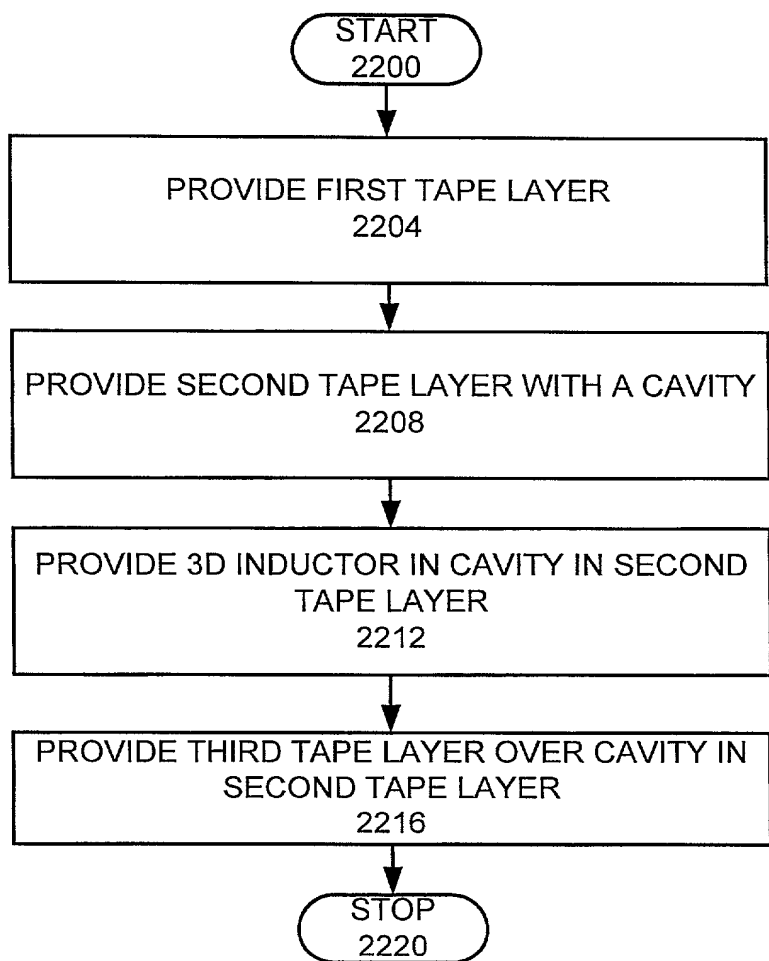 START
2200
PROVIDE FIRST TAPE LAYER
2204
PROVIDE SECOND TAPE LAYER WITH A CAVITY
2208
PROVIDE 3D INDUCTOR IN CAVITY IN SECOND
TAPE LAYER
2212
PROVIDE THIRD TAPE LAYER OVER CAVITY IN
SECOND TAPE LAYER
2216
STOP
2220